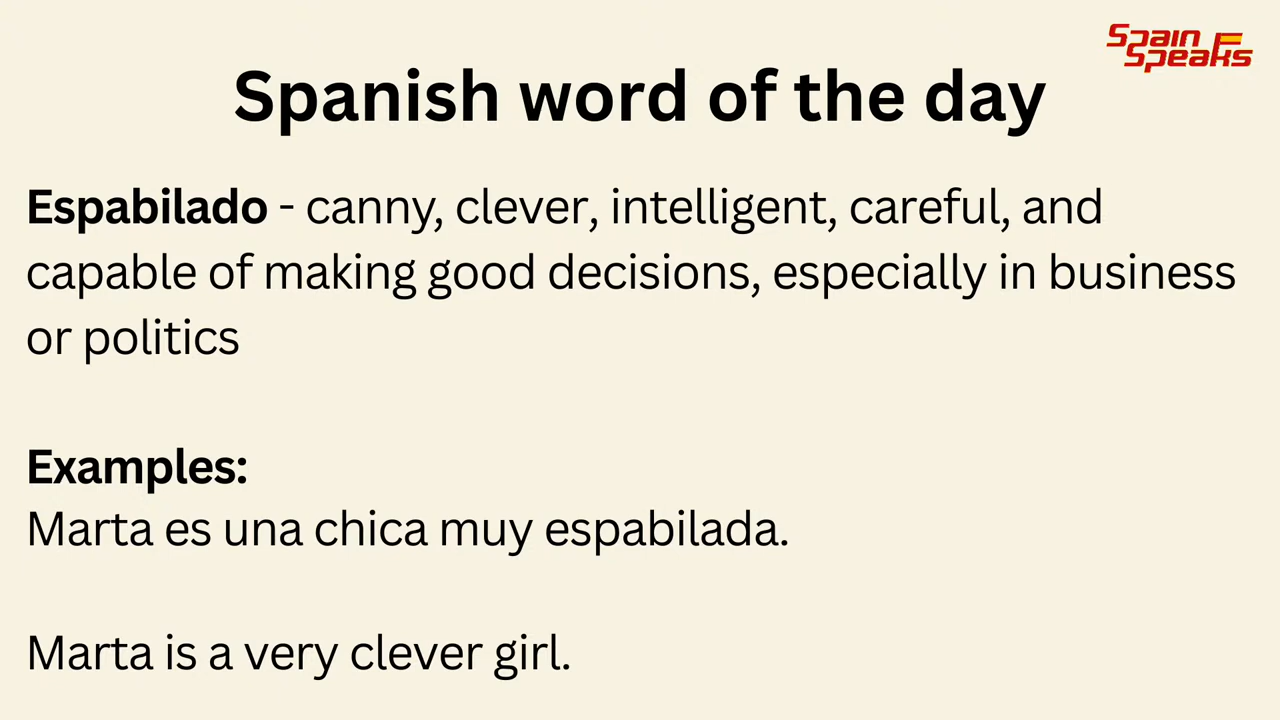 Spain
Speaks
Spanish word of the day
Espabilado - canny, clever, intelligent, careful, and
capable of making good decisions, especially in business
or politics
Examples:
Marta es una chica muy espabilada.
Marta is a very clever girl.